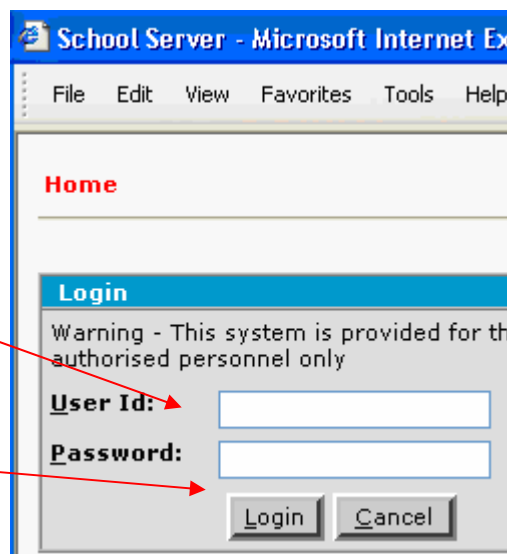 School Server - Microsoft Internet Ex
File Edit View Favorites Tools Help
Home
Login
Warning - This system is provided for th
authorised personnel only
User Id:
Password:
Login Cancel